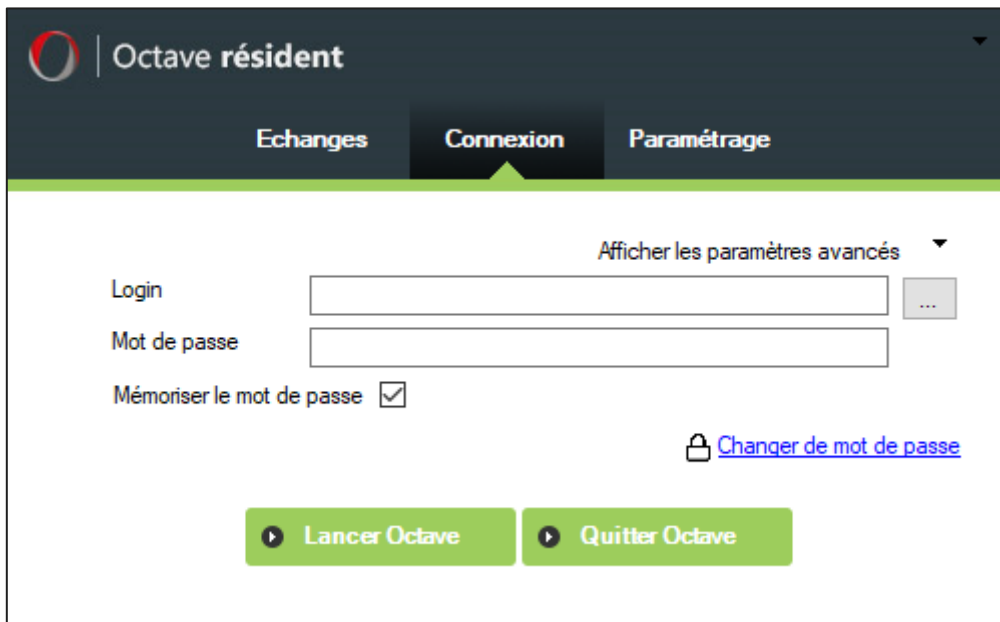 Octave résident
Echanges Connexion Paramétrage
Afficher les paramètres avancés
Login
...
Mot de passe
Mémoriser le mot de passe
Changer de mot de passe
Lancer Octave Quitter Octave